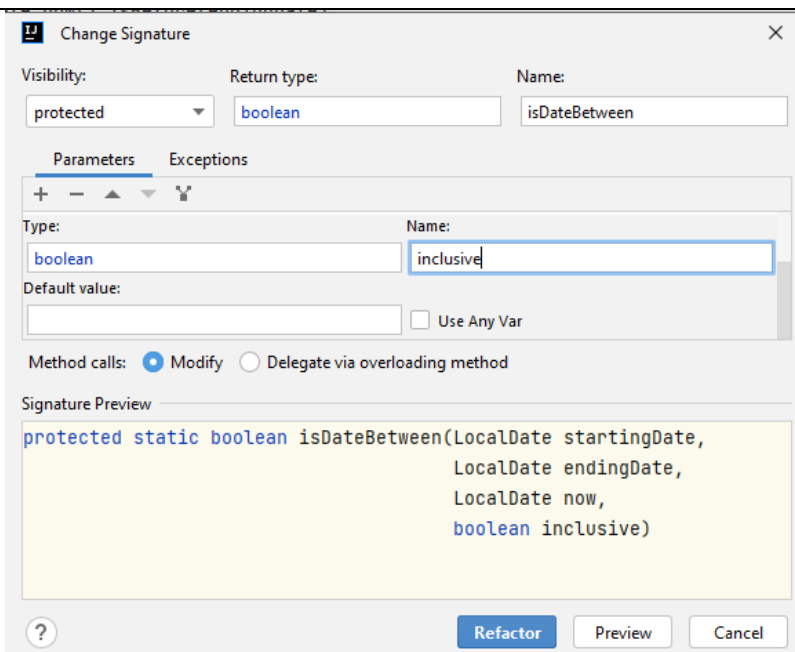 IJ Change Signature
Visibility: Return type: Name:
protected boolean isDateBetween
Parameters Exceptions
Type: Name:
boolean inclusive
Default value:
Use Any Var
Method calls: Modify Delegate via overloading method
Signature Preview
protected static boolean isDateBetween(LocalDate startingDate,
LocalDate endingDate,
LocalDate now,
boolean inclusive)
? Refactor Preview Cancel